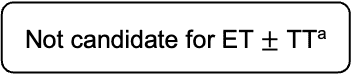 Not candidate for ET ± TTᵃ